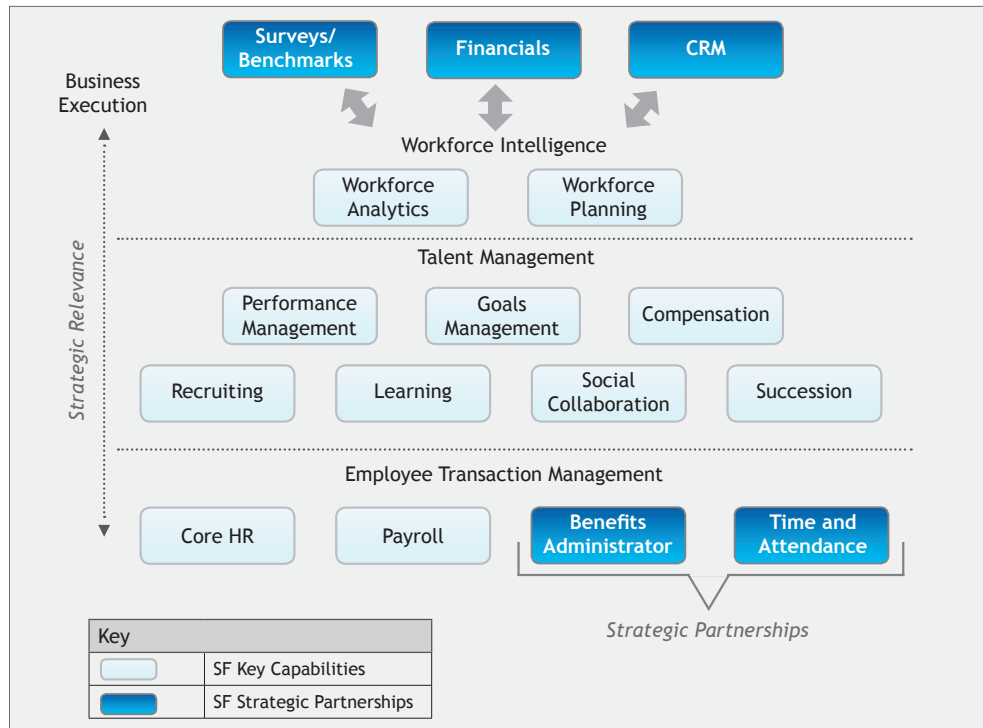 Surveys/
Benchmarks
Financials
CRM
Business
Execution
Workforce Intelligence
Workforce
Analytics
Workforce
Planning
Strategic Relevance
Talent Management
Performance
Management
Goals
Management
Compensation
Recruiting
Learning
Social
Collaboration
Succession
Employee Transaction Management
Core HR
Payroll
Benefits
Administrator
Time and
Attendance
Strategic Partnerships
Key
SF Key Capabilities
SF Strategic Partnerships